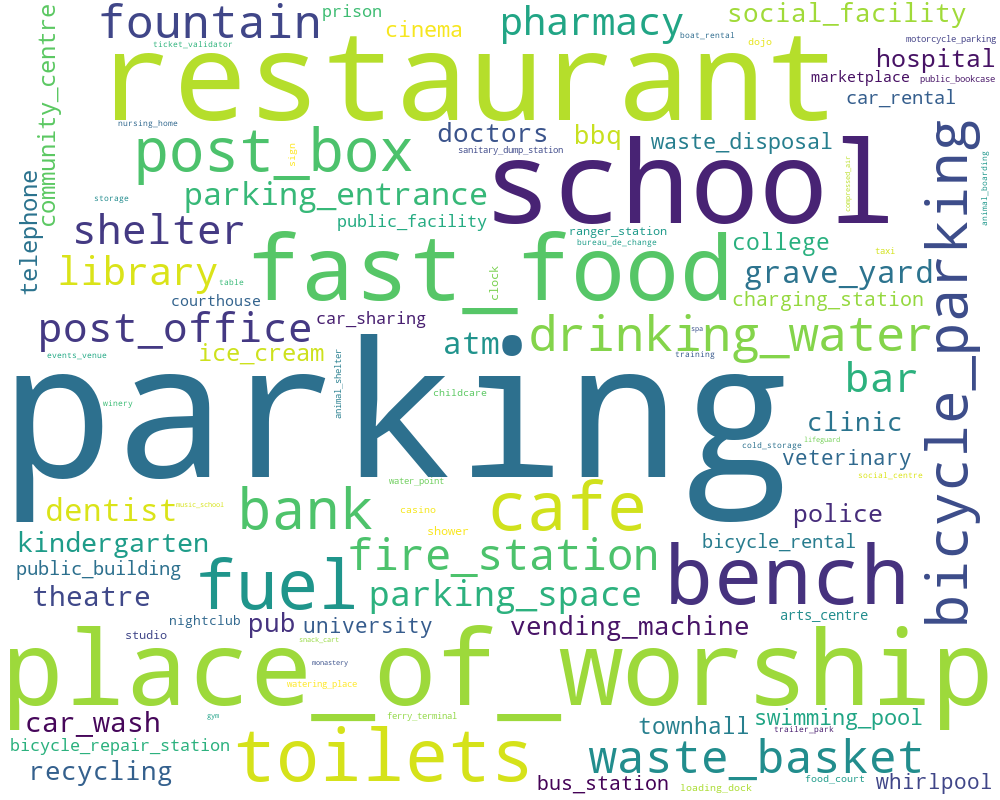 fountain
prison
cinema
pharmacy
social_facility
community_centre
ticket_validator
boat_rental
dojo
motorcycle_parking
restaurant
hospital
marketplace
public_bookcase
car_rental
nursing_home
post_box
doctors
bbq
waste_disposal
sanitary_dump_station
sign
school
compressed_air
bicycle_parking
animal_boarding
telephone
storage
parking_entrance
shelter
public_facility
ranger_station
bureau_de_change
college
taxi
library
table
fast_food
clock
grave_yard
courthouse
charging_station
post_office
car_sharing
atm
drinking_water
spa
events_venue
ice_cream
animal_shelter
training
parking
bar
childcare
winery
clinic
lifeguard
cold_storage
veterinary
social_centre
water_point
dentist
music_school
bank
casino
cafe
police
shower
kindergarten
fire_station
bicycle_rental
public_building
fuel
bench
theatre
parking_space
nightclub
pub
university
vending_machine
arts_centre
studio
snack_cart
place_of_worship
monastery
watering_place
car_wash
gym
ferry_terminal
townhall
swimming_pool
trailer_park
bicycle_repair_station
toilets
waste_basket
recycling
bus_station
loading_dock
food_court
whirlpool